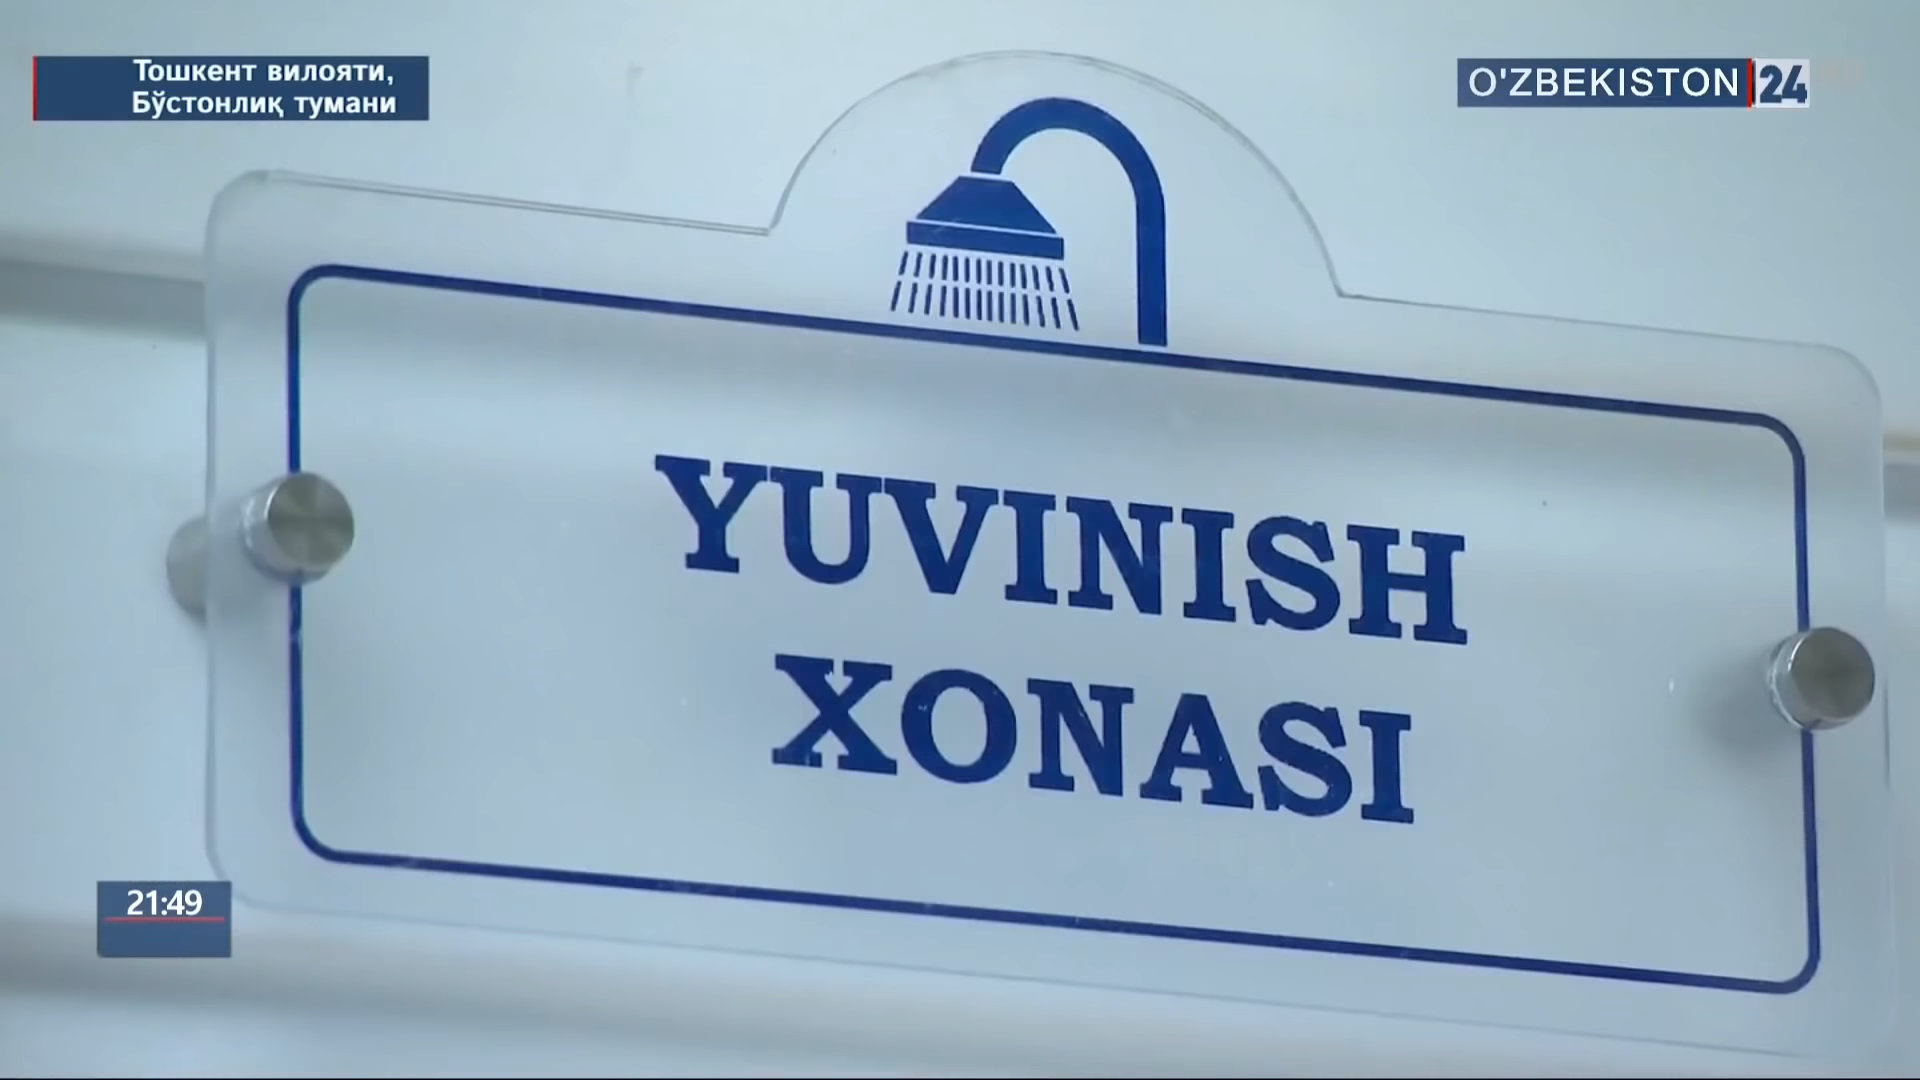 Тошкент вилояти,
Бўстонлиқ тумани
O'ZBEKISTON 24
YUVINISH
XONASI
21:49